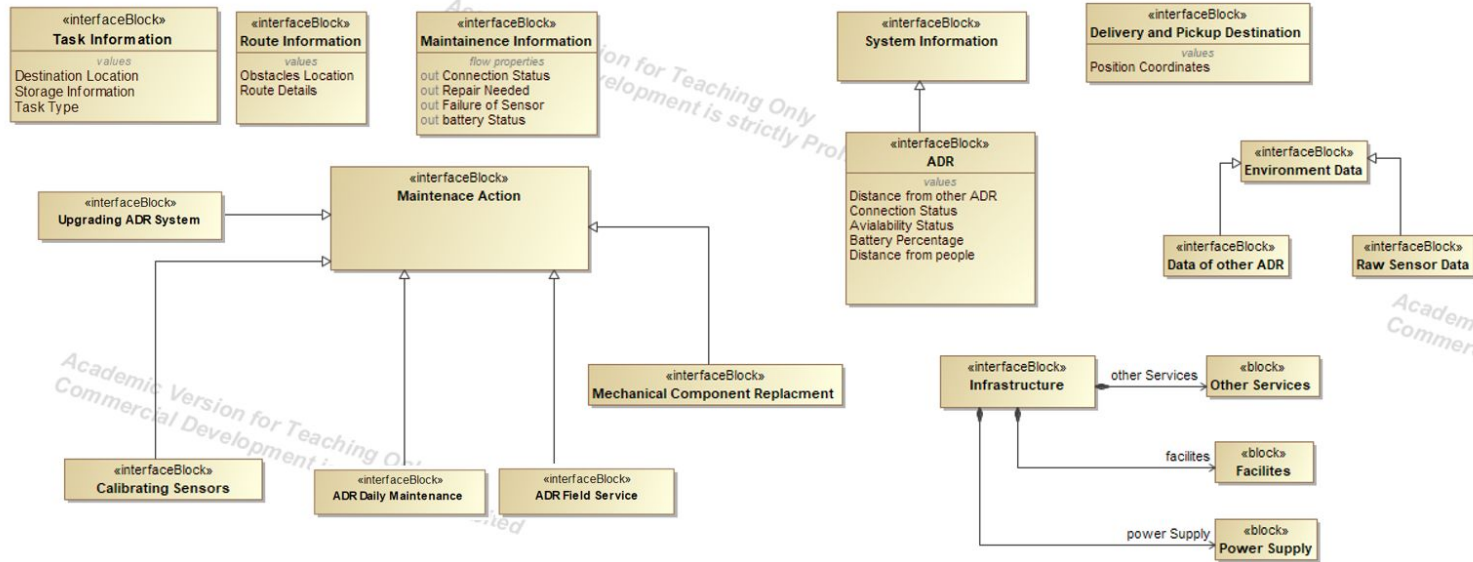 «interfaceBlock»
Task Information
values
Destination Location
Storage Information
Task Type
«interfaceBlock»
Route Information
values
Obstacles Location
Route Details
«interfaceBlock»
Maintainence Information
flow properties
out Connection Status
out Repair Needed
out Failure of Sensor
out battery Status
«interfaceBlock»
System Information
«interfaceBlock»
Delivery and Pickup Destination
values
Position Coordinates
«interfaceBlock»
ADR
values
Distance from other ADR
Connection Status
Avialability Status
Battery Percentage
Distance from people
«interfaceBlock»
Environment Data
«interfaceBlock»
Data of other ADR
«interfaceBlock»
Raw Sensor Data
«interfaceBlock»
Maintenace Action
«interfaceBlock»
Upgrading ADR System
«interfaceBlock»
Mechanical Component Replacment
«interfaceBlock»
Calibrating Sensors
«interfaceBlock»
ADR Daily Maintenance
«interfaceBlock»
ADR Field Service
«interfaceBlock»
Infrastructure
other Services
«block»
Other Services
facilites
«block»
Facilites
power Supply
«block»
Power Supply
Academic Version for Teaching Only
Commercial Development is
for Teaching Only
velopment is strictly